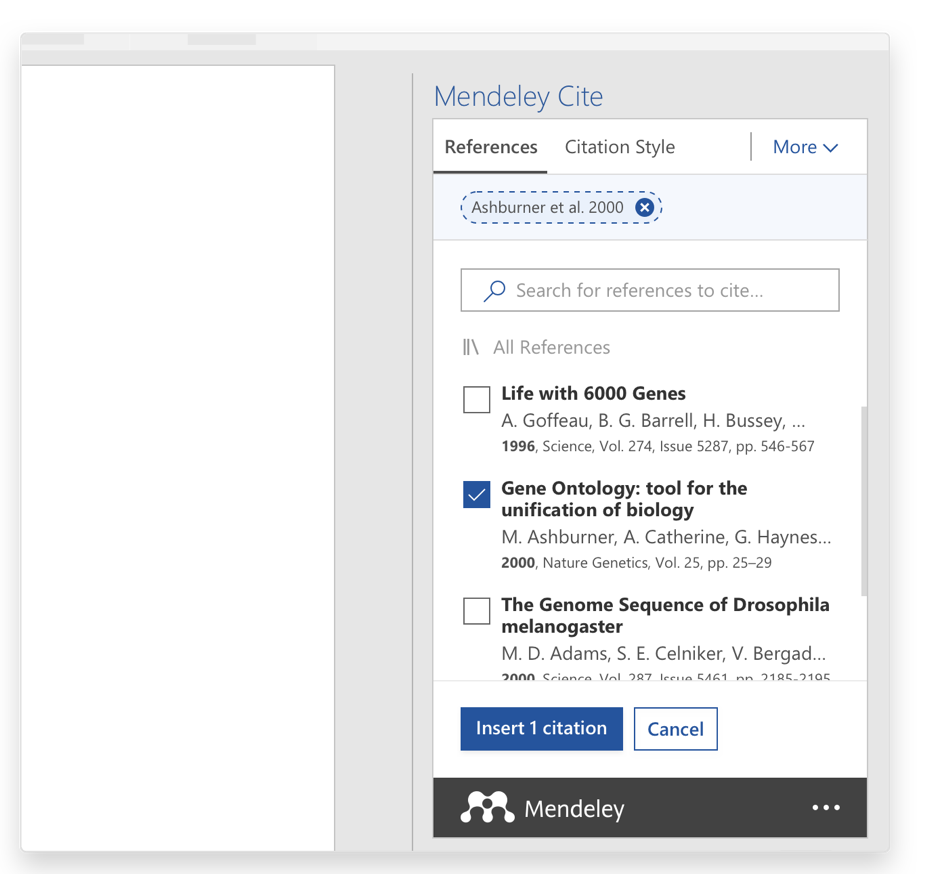 Mendeley Cite
References Citation Style More
Ashburner et al. 2000
Search for references to cite...
All References
Life with 6000 Genes
A. Goffeau, B. G. Barrell, H. Bussey, ...
1996, Science, Vol. 274, Issue 5287, pp. 546-567
Gene Ontology: tool for the
unification of biology
M. Ashburner, A. Catherine, G. Haynes...
2000, Nature Genetics, Vol. 25, pp. 25–29
The Genome Sequence of Drosophila
melanogaster
M. D. Adams, S. E. Celniker, V. Bergad...
2000, Science, Vol. 287, Issue 5461, pp. 2185-2195
Insert 1 citation Cancel
Mendeley